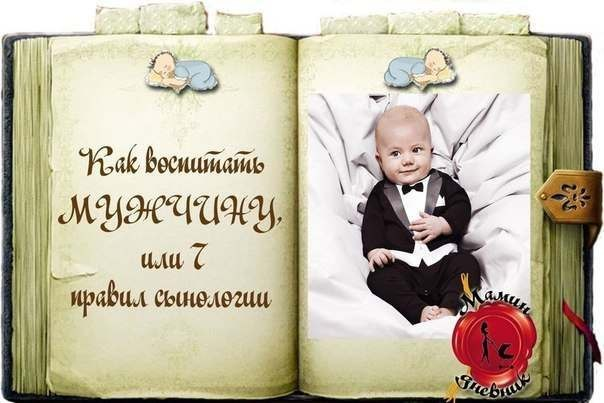 Как воспитать
МУЖЧИНУ,
или 7
правил сынологии
Мамин
дневник